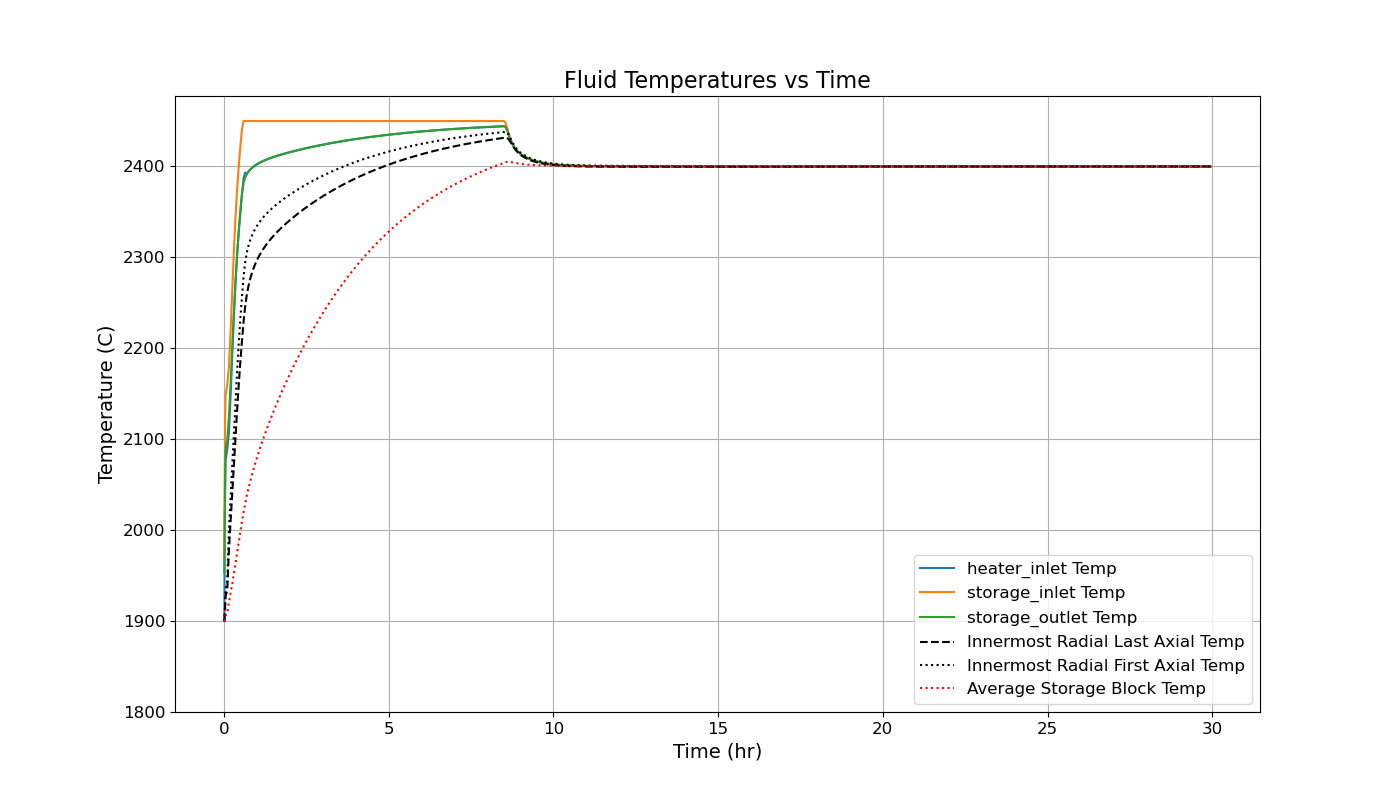 Fluid Temperatures vs Time
Temperature (C)
2400
2300
2200
2100
2000
1900
1800
0 5 10 15 20 25 30
Time (hr)
heater_inlet Temp
storage_inlet Temp
storage_outlet Temp
Innermost Radial Last Axial Temp
Innermost Radial First Axial Temp
Average Storage Block Temp